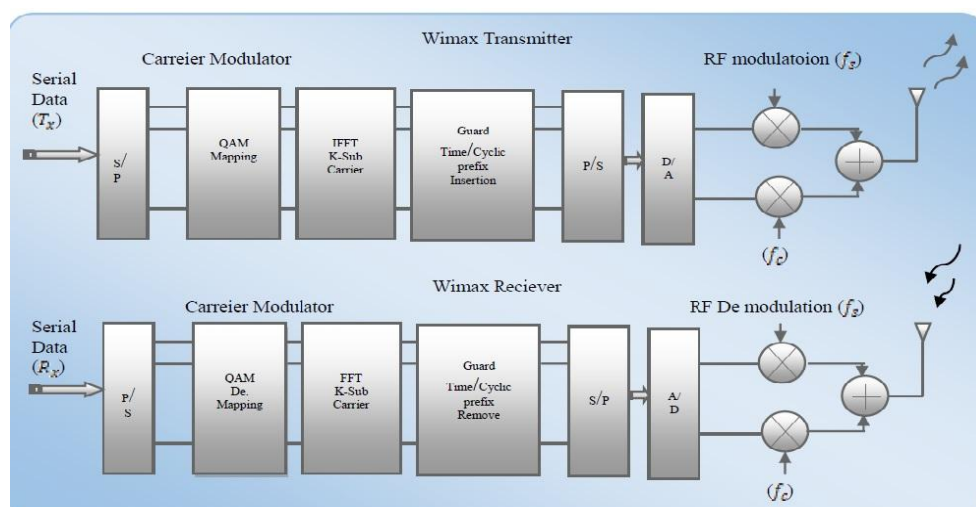 Wimax Transmitter
Carreier Modulator
RF modulatoion (fs)
Serial
Data
(Tx)
S/
P
QAM
Mapping
IFFT
K-Sub
Carrier
Guard
Time/Cyclic
prefix
Insertion
P/S
D/
A
(fc)
Wimax Reciever
Carreier Modulator
RF De modulation (fs)
Serial
Data
(Rx)
P/
S
QAM
De.
Mapping
FFT
K-Sub
Carrier
Guard
Time/Cyclic
prefix
Remove
S/P
A/
D
(fc)